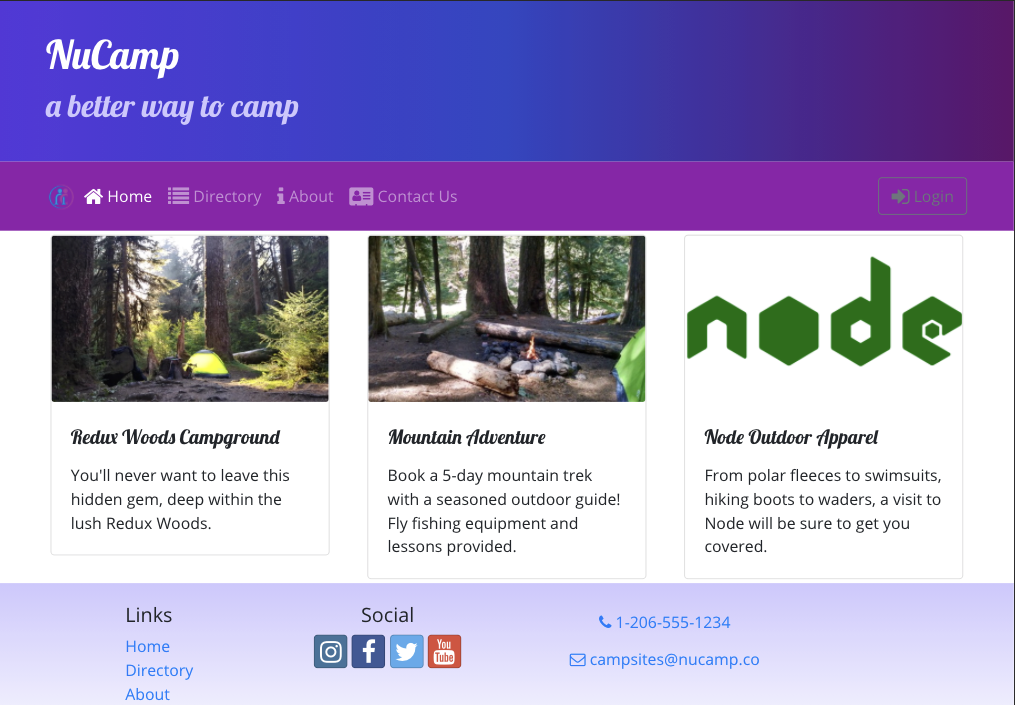 NuCamp
a better way to camp
Home Directory About Contact Us Login
node
Redux Woods Campground
You'll never want to leave this
hidden gem, deep within the
lush Redux Woods.
Mountain Adventure
Book a 5-day mountain trek
with a seasoned outdoor guide!
Fly fishing equipment and
lessons provided.
Node Outdoor Apparel
From polar fleeces to swimsuits,
hiking boots to waders, a visit to
Node will be sure to get you
covered.
Links
Home
Directory
About
Social
You
Tube
1-206-555-1234
campsites@nucamp.co